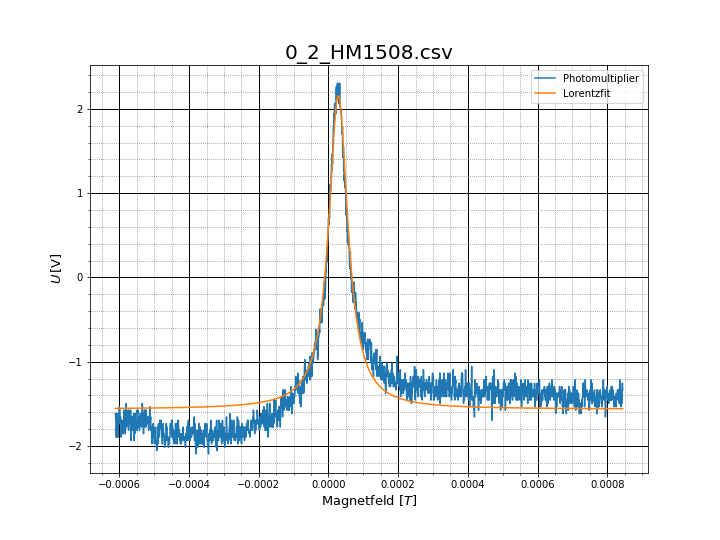 0_2_HM1508.csv
Photomultiplier
Lorentzfit
2
1
0
−1
−2
U [V]
−0.0006 −0.0004 −0.0002 0.0000 0.0002 0.0004 0.0006 0.0008
Magnetfeld [T]